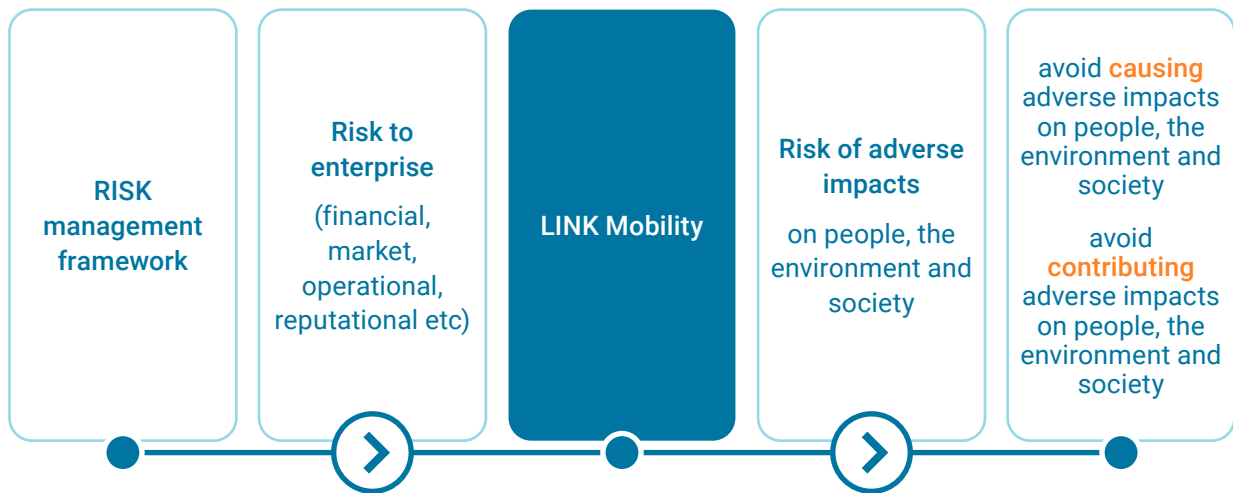 RISK
management
framework
Risk to
enterprise
(financial,
market,
operational,
reputational etc)
LINK Mobility
Risk of adverse
impacts
on people, the
environment and
society
avoid causing
adverse impacts
on people, the
environment and
society
avoid
contributing
adverse impacts
on people, the
environment and
society